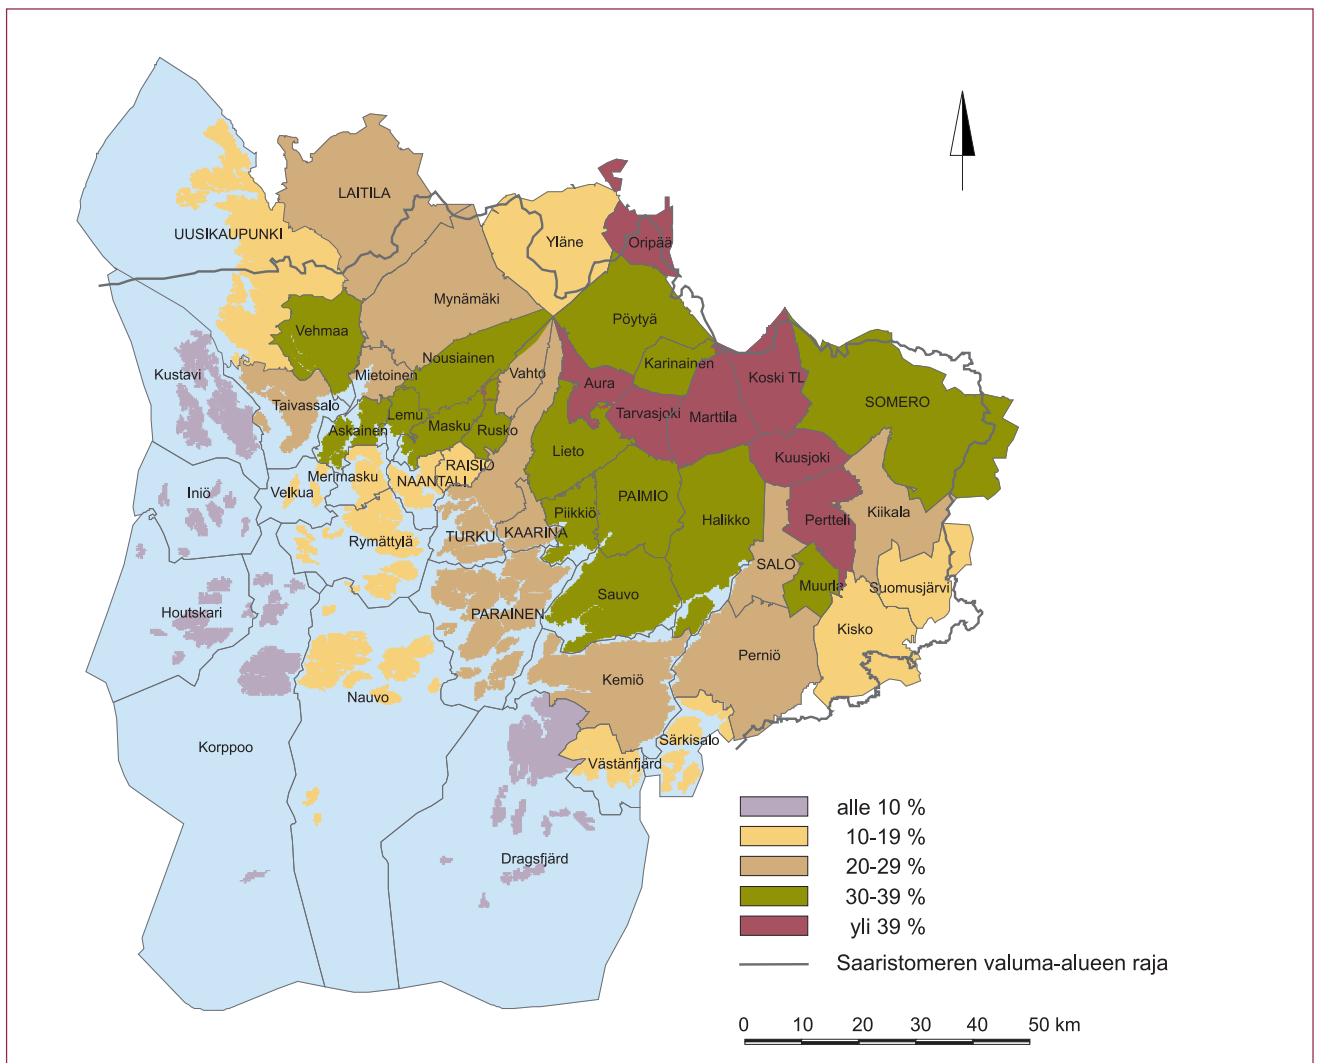 LAITILA
UUSIKAUPUNKI
Yläne
Oripää
Mynämäki
Pöytyä
Vehmaa
Nousiainen
Karinainen
Kustavi
Mietoinen
Vahto
Aura
Koski TL
SOMERO
Taivassalo
Lemu
Tarvasjoki
Marttila
Askainen
Masku
Rusko
Lieto
Kuusjoki
RAISIO
Merimasku
NAANTALI
Iniö
Velkua
PAIMIO
Piikkiö
Halikko
Pertteli
Kiikala
TURKU
KAARINA
Rymättylä
SALO
Muurla
Suomusjärvi
Sauvo
Houtskari
PARAINEN
Kisko
Perniö
Kemiö
Nauvo
Korppoo
Särkisalo
Västänfjärd
Dragsfjärd
alle 10 %
10-19 %
20-29 %
30-39 %
yli 39 %
Saaristomeren valuma-alueen raja
0 10 20 30 40 50 km